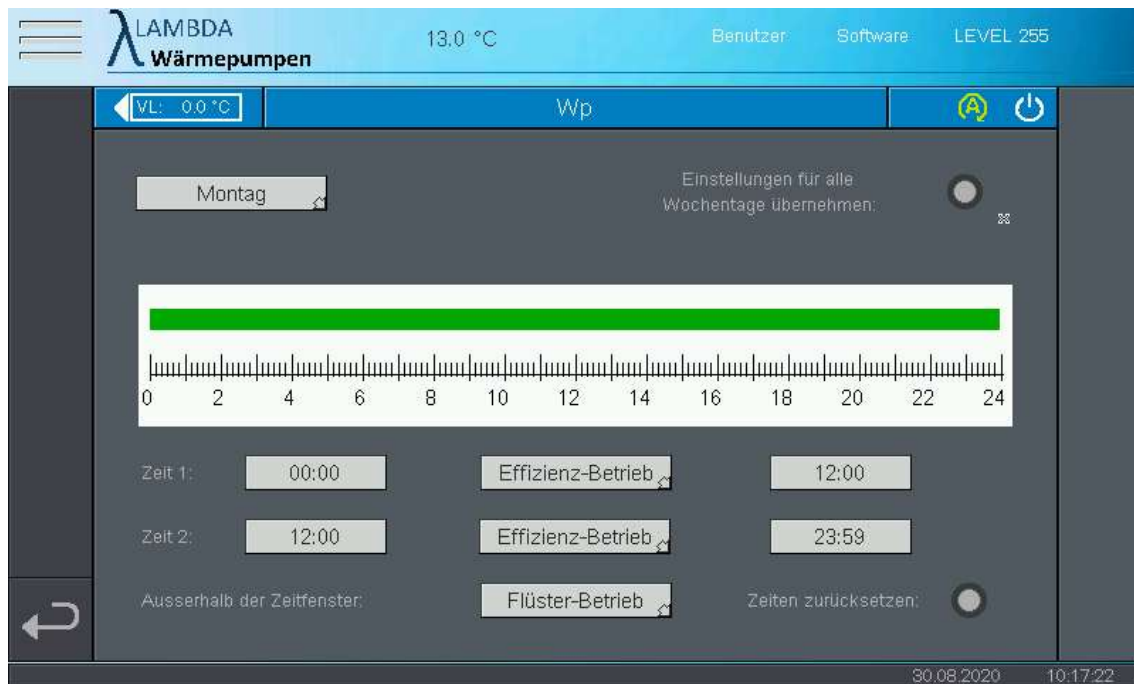 λ LAMBDA
Wärmepumpen
13.0 °C
Benutzer Software LEVEL 255
VL: 0.0 °C
Wp
A
Montag
Einstellungen für alle
Wochentage übernehmen:
0 2 4 6 8 10 12 14 16 18 20 22 24
Zeit 1: 00:00 Effizienz-Betrieb 12:00
Zeit 2: 12:00 Effizienz-Betrieb 23:59
Ausserhalb der Zeitfenster: Flüster-Betrieb Zeiten zurücksetzen:
30.08.2020 10:17:22